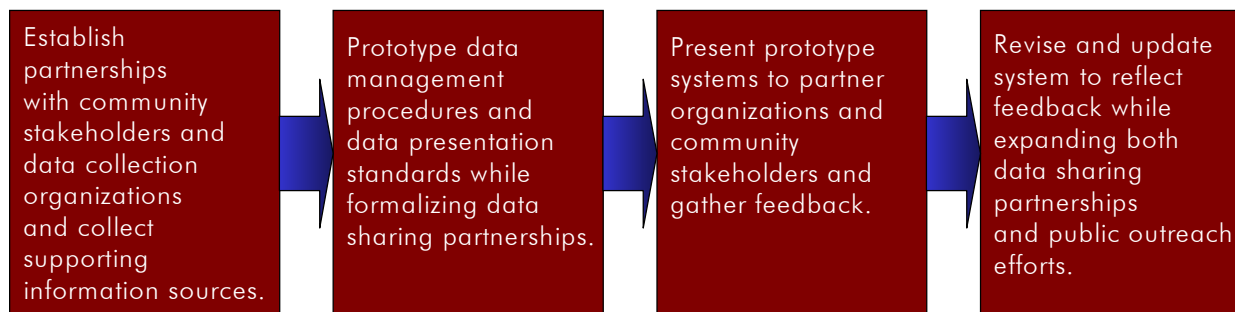 Establish
partnerships
with community
stakeholders and
data collection
organizations
and collect
supporting
information sources.
Prototype data
management
procedures and
data presentation
standards while
formalizing data
sharing partnerships.
Present prototype
systems to partner
organizations and
community
stakeholders and
gather feedback.
Revise and update
system to reflect
feedback while
expanding both
data sharing
partnerships
and public outreach
efforts.